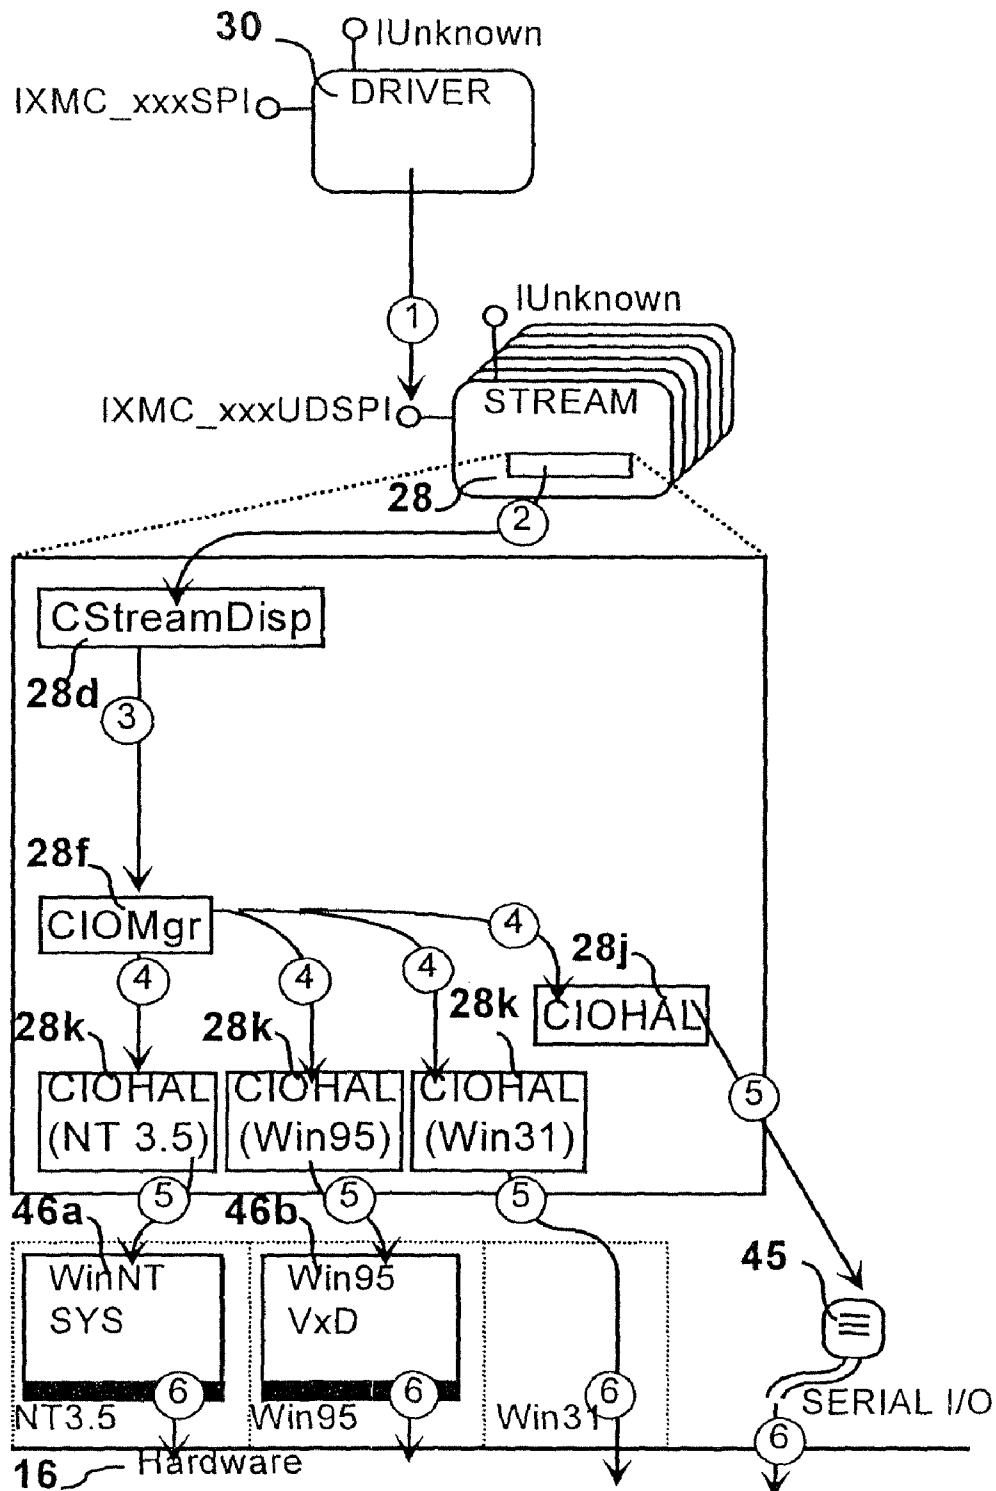 30
IUnknown
DRIVER
IXMC_xxxSPI
1
IUnknown
STREAM
IXMC_xxxUDSPI
28
2
CStreamDisp
28d
3
28f
CIOMgr
4
4
4
4
28j
CIOHAL
28k
28k
28k
CIOHAL
(NT 3.5)
CIOHAL
(Win95)
CIOHAL
(Win31)
5
5
5
5
46a
46b
45
WinNT
SYS
Win95
VxD
6
6
6
6
NT3.5
Win95
Win31
SERIAL I/O
16
Hardware